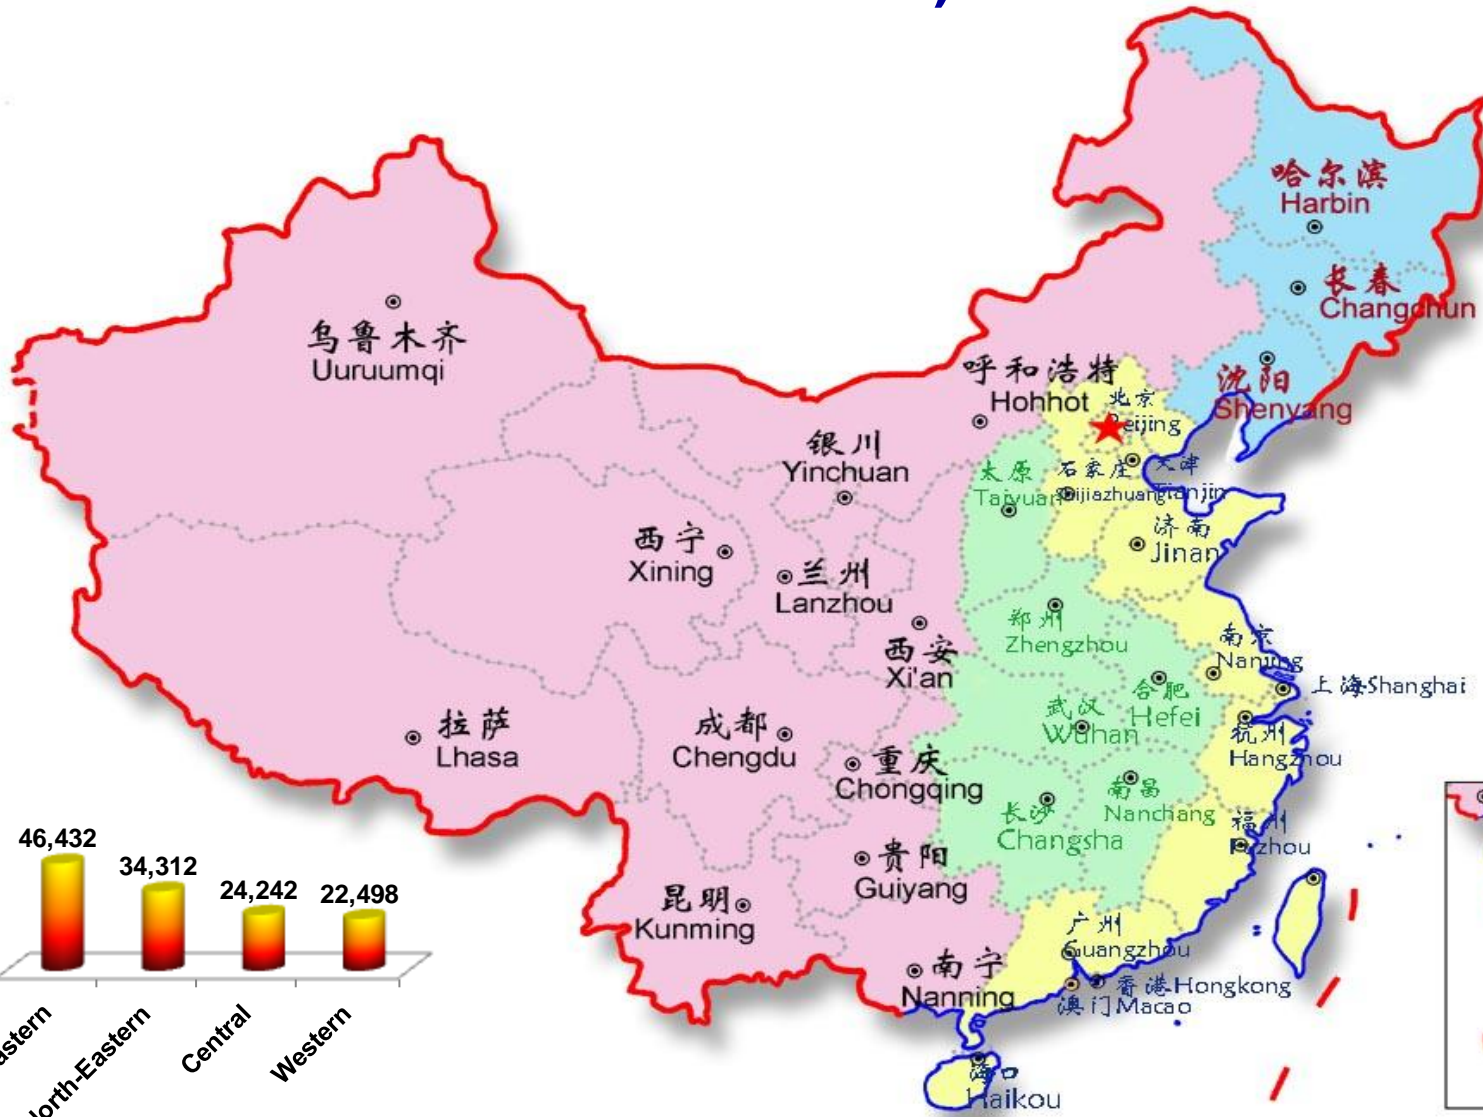 哈尔滨
Harbin
长春
Changchun
沈阳
Shenyang
乌鲁木齐
Uuruumqi
呼和浩特
Hohhot
北京
Beijing
银川
Yinchuan
太原
Taiyuan
石家庄
天津
Tianjin
济南
Jinan
西宁
Xining
兰州
Lanzhou
郑州
Zhengzhou
西安
Xi'an
南京
Nanjing
上海Shanghai
合肥
Hefei
武汉
Wuhan
杭州
Hangzhou
拉萨
Lhasa
成都
Chengdu
重庆
Chongqing
南昌
Nanchang
长沙
Changsha
福州
Fuzhou
贵阳
Guiyang
昆明
Kunming
广州
Guangzhou
南宁
Nanning
香港Hongkong
澳门Macao
海口
Haikou
46,432
34,312
24,242
22,498
astern
North-Eastern
Central
Western